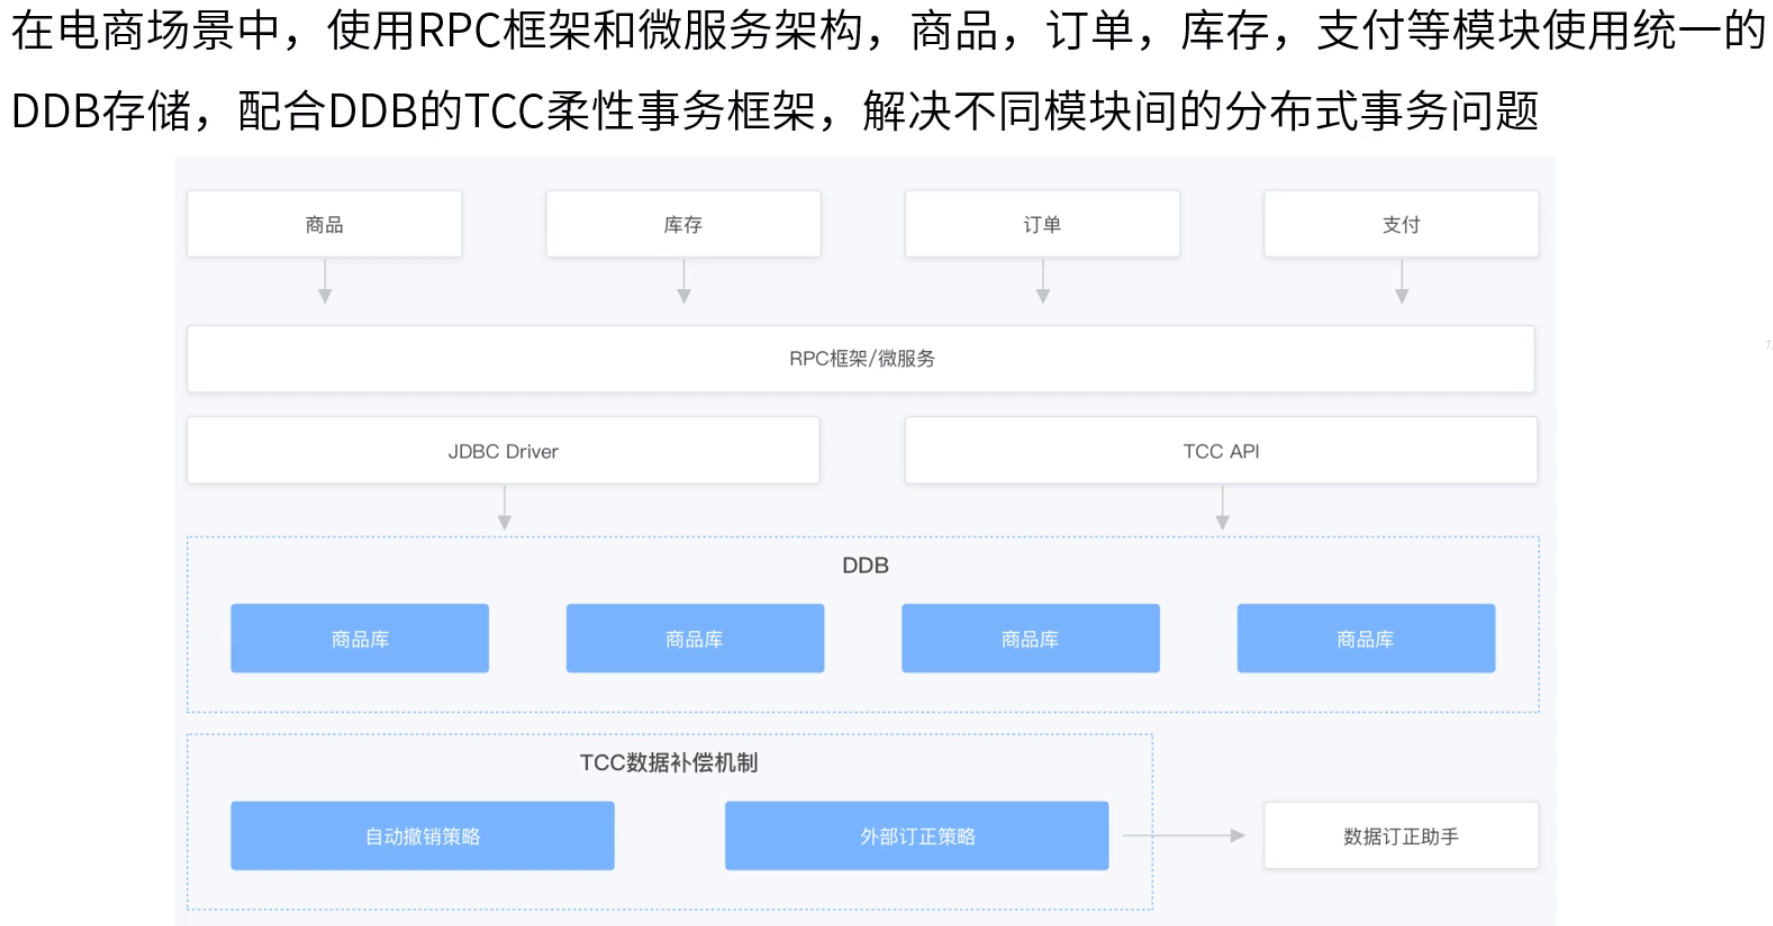 在电商场景中，使用RPC框架和微服务架构，商品，订单，库存，支付等模块使用统一的
DDB存储，配合DDB的TCC柔性事务框架，解决不同模块间的分布式事务问题
商品
库存
订单
支付
RPC框架/微服务
JDBC Driver
TCC API
DDB
商品库
商品库
商品库
商品库
TCC数据补偿机制
自动撤销策略
外部订正策略
数据订正助手